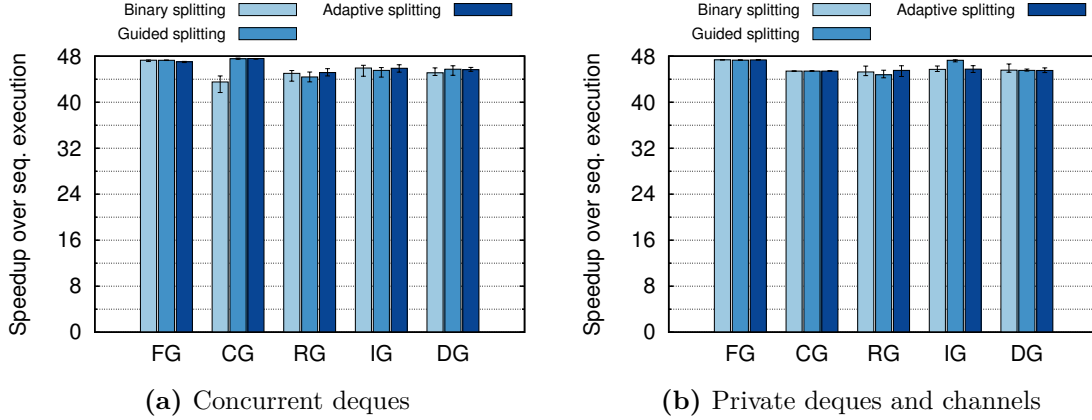 Binary splitting
Adaptive splitting
Guided splitting
Speedup over seq. execution
48
40
32
24
16
8
0
FG CG RG IG DG
(a) Concurrent deques
Binary splitting
Adaptive splitting
Guided splitting
Speedup over seq. execution
48
40
32
24
16
8
0
FG CG RG IG DG
(b) Private deques and channels